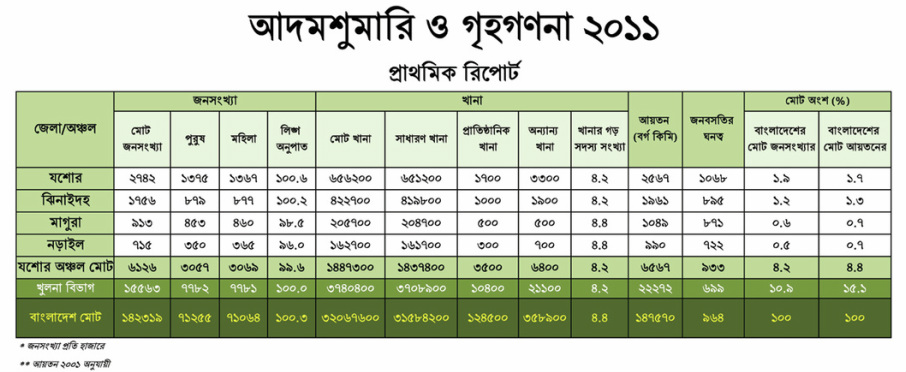 আদমশুমারি ও গৃহগণনা ২০১১
প্রাথমিক রিপোর্ট
জেলা/অঞ্চল জনসংখ্যা খানা আয়তন (বর্গ কিমি) জনবসতির ঘনত্ব মোট অংশ (%)
মোট জনসংখ্যা পুরুষ মহিলা লিঙ্গ অনুপাত মোট খানা সাধারণ খানা প্রাতিষ্ঠানিক খানা অন্যান্য খানা খানার গড় সদস্য সংখ্যা বাংলাদেশের মোট জনসংখ্যার বাংলাদেশের মোট আয়তনের
যশোর ২৭৪২ ১৩৭৫ ১৩৬৭ ১০০.৬ ৬৫৬২০০ ৬৫১২০০ ১৭০০ ৩৩০০ ৪.২ ২৫৬৭ ১০৬৮ ১.৯ ১.৭
ঝিনাইদহ ১৭৫৬ ৮৭৯ ৮৭৭ ১০০.২ ৪২২৭০০ ৪১৯৮০০ ১০০০ ১৯০০ ৪.২ ১৯৬১ ৮৯৫ ১.২ ১.৩
মাগুরা ৯১৩ ৪৫৩ ৪৬০ ৯৮.৫ ২০৫৭০০ ২০৪৭০০ ৫০০ ৫০০ ৪.৪ ১০৪৯ ৮৭১ ০.৬ ০.৭
নড়াইল ৭১৫ ৩৫০ ৩৬৫ ৯৬.০ ১৬২৭০০ ১৬১৭০০ ৩০০ ৭০০ ৪.৪ ৯৯০ ৭২২ ০.৫ ০.৭
যশোর অঞ্চল মোট ৬১২৬ ৩০৫৭ ৩০৬৯ ৯৯.৬ ১৪৪৭৩০০ ১৪৩৭৪০০ ৩৫০০ ৬৪০০ ৪.২ ৬৫৬৭ ৯৩৩ ৪.২ ৪.৪
খুলনা বিভাগ ১৫৫৬৩ ৭৭৮২ ৭৭৮১ ১০০.০ ৩৭৪০৪০০ ৩৭০৮৯০০ ১০৪০০ ২১১০০ ৪.২ ২২২৭২ ৬৯৯ ১০.৯ ১৫.১
বাংলাদেশ মোট ১৪২৩১৯ ৭১২৫৫ ৭১০৬৪ ১০০.৩ ৩২০৬৭৬০০ ৩১৫৮৪২০০ ১২৪৫০০ ৩৫৮৯০০ ৪.৪ ১৪৭৫৭০ ৯৬৪ ১০০ ১০০
* জনসংখ্যা প্রতি হাজারে
** আয়তন ২০০১ অনুযায়ী